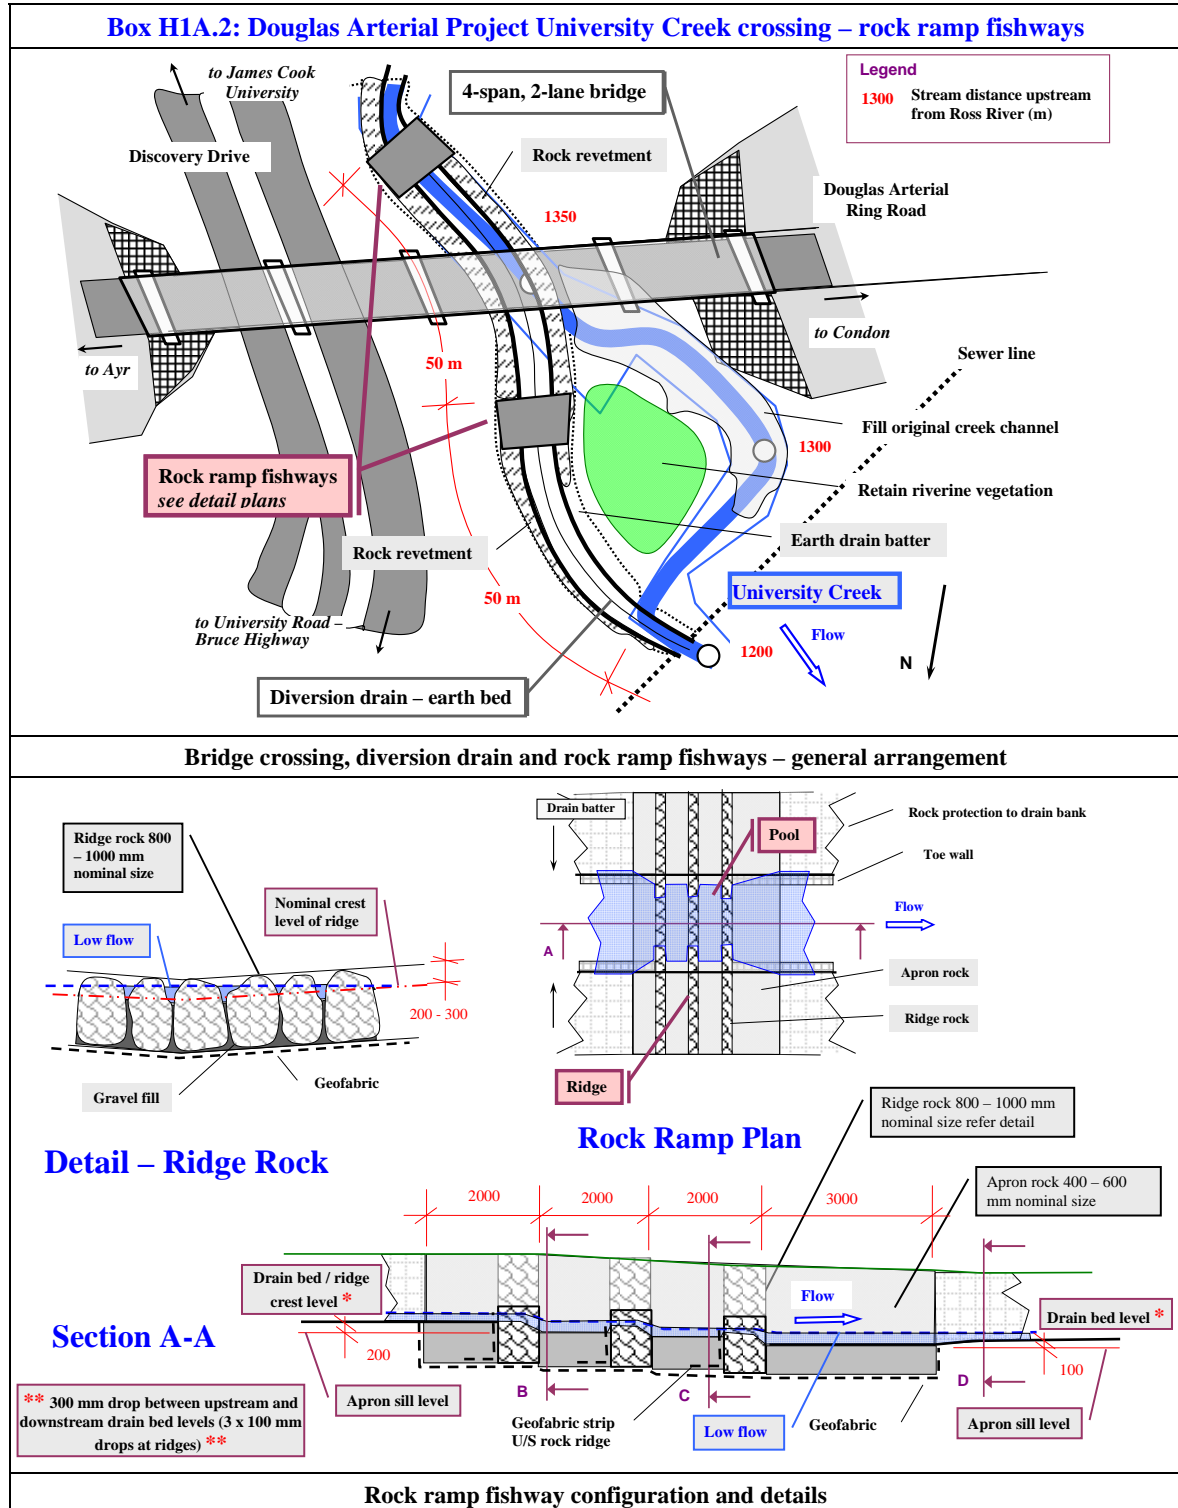 Box H1A.2: Douglas Arterial Project University Creek crossing – rock ramp fishways
to James Cook
University
4-span, 2-lane bridge
Legend
1300 Stream distance upstream
from Ross River (m)
Discovery Drive
Rock revetment
Douglas Arterial
Ring Road
1350
to Condon
to Ayr
50 m
Sewer line
Fill original creek channel
1300
Rock ramp fishways
see detail plans
Retain riverine vegetation
Rock revetment
Earth drain batter
50 m
University Creek
to University Road –
Bruce Highway
Flow
1200
N
Diversion drain – earth bed
Bridge crossing, diversion drain and rock ramp fishways – general arrangement
Drain batter
Rock protection to drain bank
Ridge rock 800
– 1000 mm
nominal size
Pool
Toe wall
Nominal crest
level of ridge
Low flow
Flow
A
Apron rock
200 - 300
Ridge rock
Geofabric
Gravel fill
Ridge
Ridge rock 800 – 1000 mm
nominal size refer detail
Rock Ramp Plan
Detail – Ridge Rock
Apron rock 400 – 600
mm nominal size
2000
2000
2000
3000
Drain bed / ridge
crest level *
Flow
Drain bed level *
Section A-A
200
100
B
C
D
Apron sill level
** 300 mm drop between upstream and
downstream drain bed levels (3 x 100 mm
drops at ridges) **
Geofabric strip
U/S rock ridge
Low flow
Geofabric
Apron sill level
Rock ramp fishway configuration and details